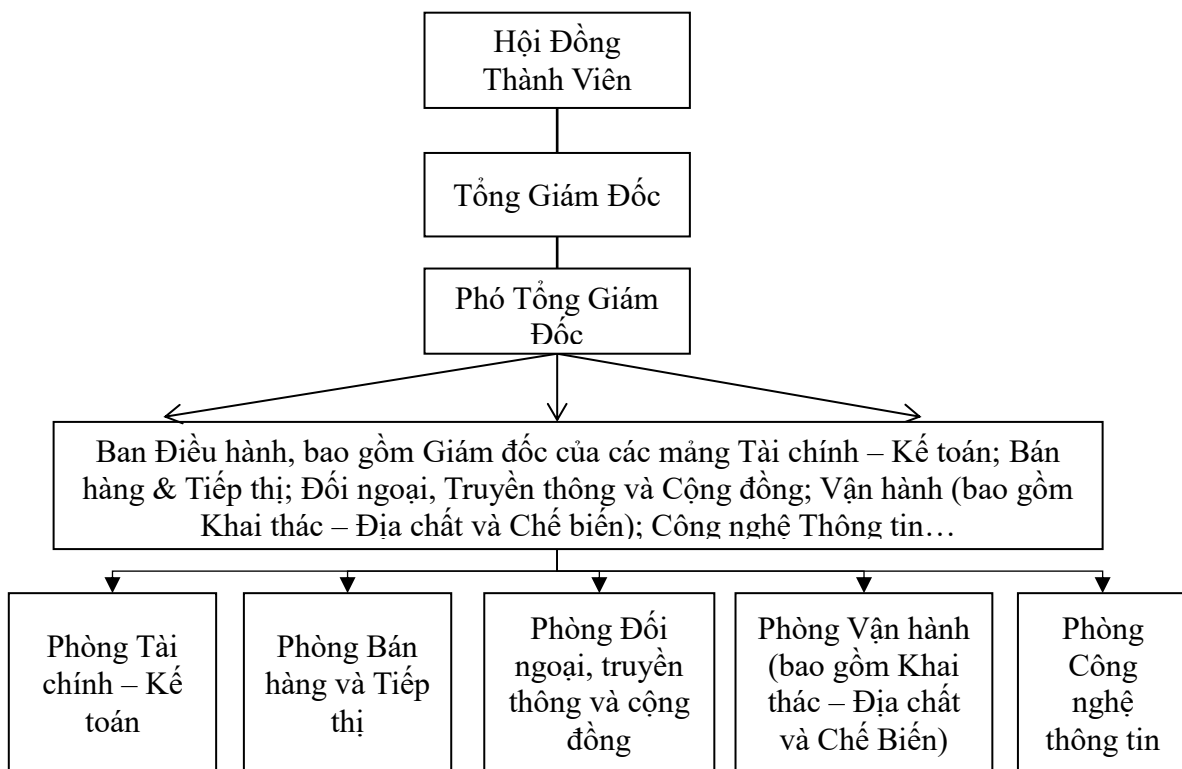 Hội Đồng
Thành Viên
Tổng Giám Đốc
Phó Tổng Giám
Đốc
Ban Điều hành, bao gồm Giám đốc của các mảng Tài chính – Kế toán; Bán
hàng & Tiếp thị; Đối ngoại, Truyền thông và Cộng đồng; Vận hành (bao gồm
Khai thác – Địa chất và Chế biến); Công nghệ Thông tin…
Phòng Tài
chính – Kế
toán
Phòng Bán
hàng và Tiếp
thị
Phòng Đối
ngoại, truyền
thông và cộng
đồng
Phòng Vận hành
(bao gồm Khai
thác – Địa chất
và Chế Biến)
Phòng
Công
nghệ
thông tin